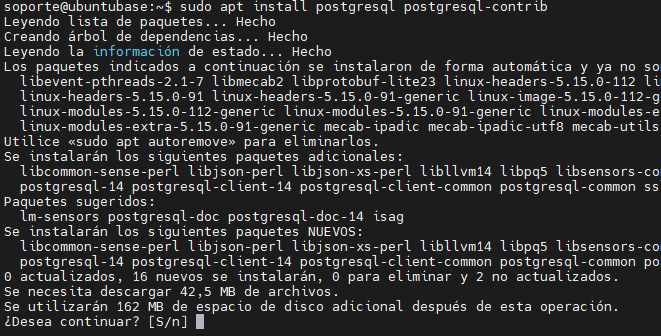 soporte@ubuntubase:~$ sudo apt install postgresql postgresql-contrib
Leyendo lista de paquetes... Hecho
Creando árbol de dependencias... Hecho
Leyendo la información de estado... Hecho
Los paquetes indicados a continuación se instalaron de forma automática y ya no so
libevent-pthreads-2.1-7 libmecab2 libprotobuf-lite23 linux-headers-5.15.0-112 li
linux-headers-5.15.0-91 linux-headers-5.15.0-91-generic linux-image-5.15.0-112-g
linux-modules-5.15.0-112-generic linux-modules-5.15.0-91-generic linux-modules-e
linux-modules-extra-5.15.0-91-generic mecab-ipadic mecab-ipadic-utf8 mecab-utils
Utilice «sudo apt autoremove» para eliminarlos.
Se instalarán los siguientes paquetes adicionales:
libcommon-sense-perl libjson-perl libjson-xs-perl libllvm14 libpq5 libsensors-co
postgresql-14 postgresql-client-14 postgresql-client-common postgresql-common ss
Paquetes sugeridos:
lm-sensors postgresql-doc postgresql-doc-14 isag
Se instalarán los siguientes paquetes NUEVOS:
libcommon-sense-perl libjson-perl libjson-xs-perl libllvm14 libpq5 libsensors-co
postgresql-14 postgresql-client-14 postgresql-client-common postgresql-common po
0 actualizados, 16 nuevos se instalarán, 0 para eliminar y 2 no actualizados.
Se necesita descargar 42,5 MB de archivos.
Se utilizarán 162 MB de espacio de disco adicional después de esta operación.
¿Desea continuar? [S/n]